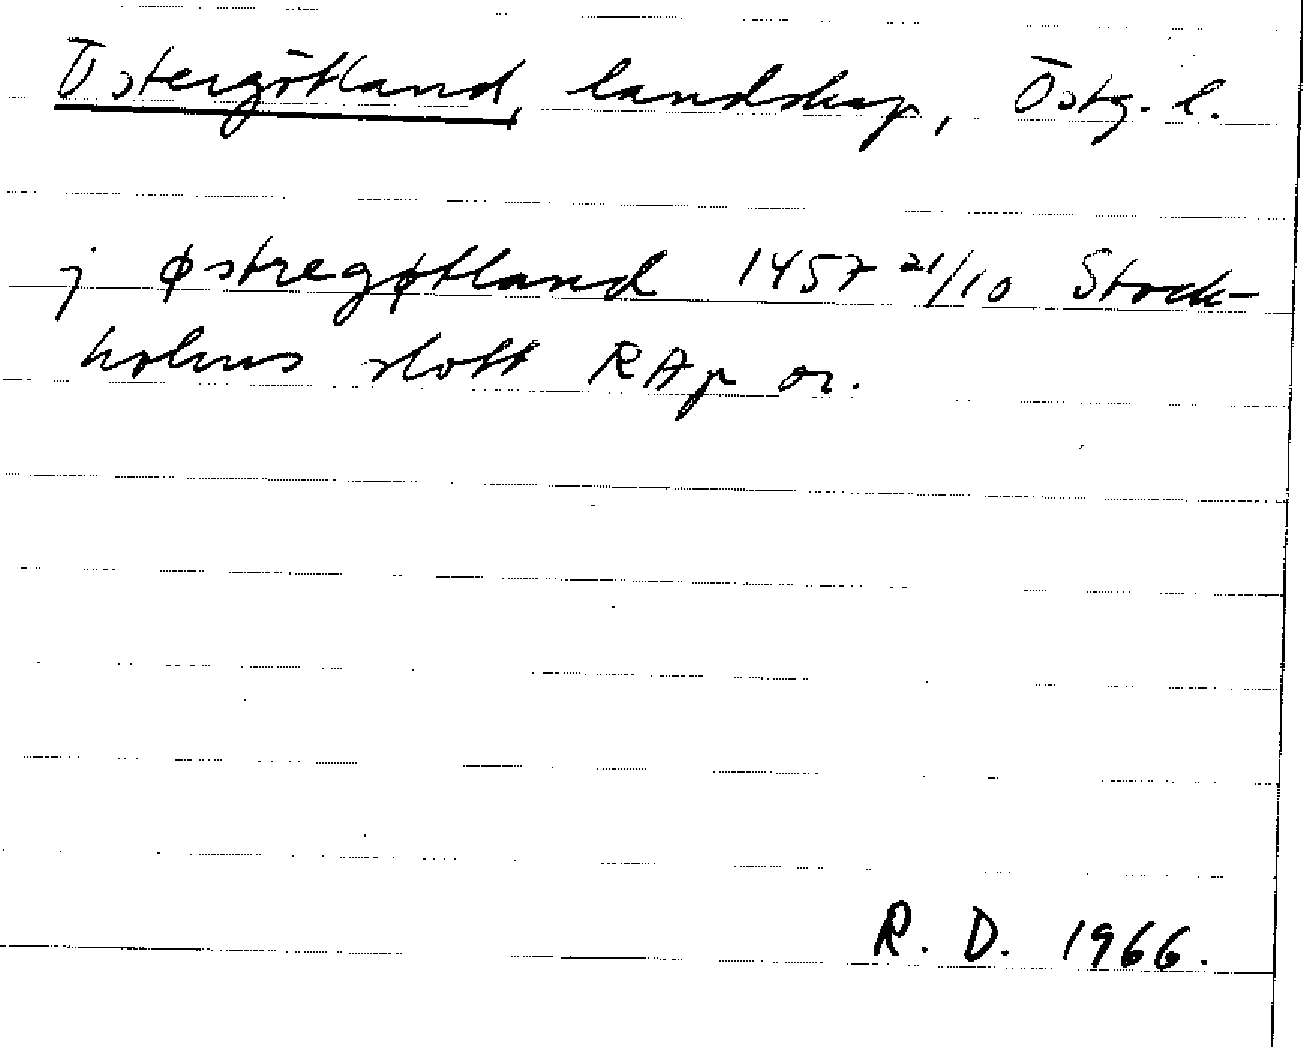 Östergötland, landskap, Östg. l.
j østregøtland 1457 21/10 Stock-
holms slott RAp or.
R. D. 1966.